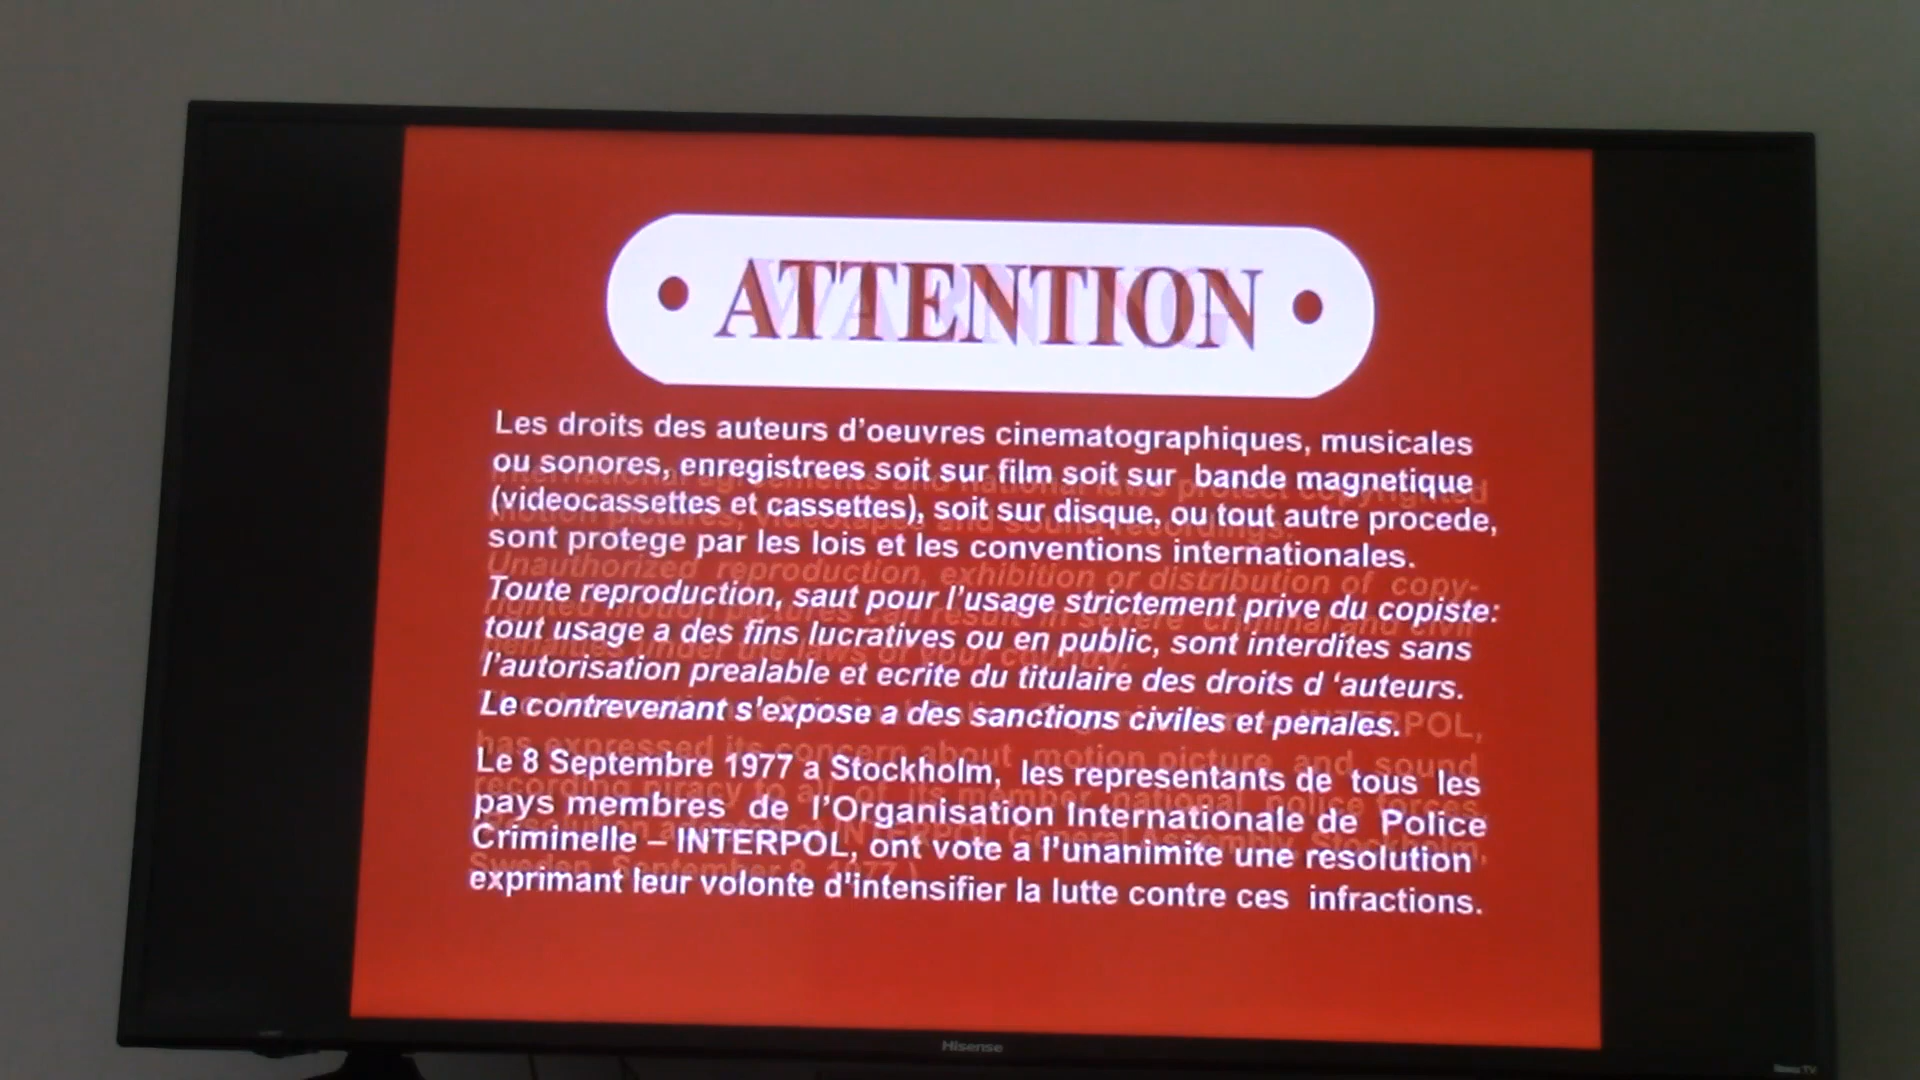 • ATTENTION •
Les droits des auteurs d'oeuvres cinematographiques, musicales
ou sonores, enregistrees soit sur film soit sur bande magnetique
(videocassettes et cassettes), soit sur disque, ou tout autre procede,
sont protege par les lois et les conventions internationales.
Toute reproduction, saut pour l'usage strictement prive du copiste:
tout usage a des fins lucratives ou en public, sont interdites sans
l'autorisation prealable et ecrite du titulaire des droits d 'auteurs.
Le contrevenant s'expose a des sanctions civiles et penales.
Le 8 Septembre 1977 a Stockholm, les representants de tous les
pays membres de l'Organisation Internationale de Police
Criminelle – INTERPOL, ont vote a l'unanimite une resolution
exprimant leur volonte d'intensifier la lutte contre ces infractions.
Hisense
Roku TV